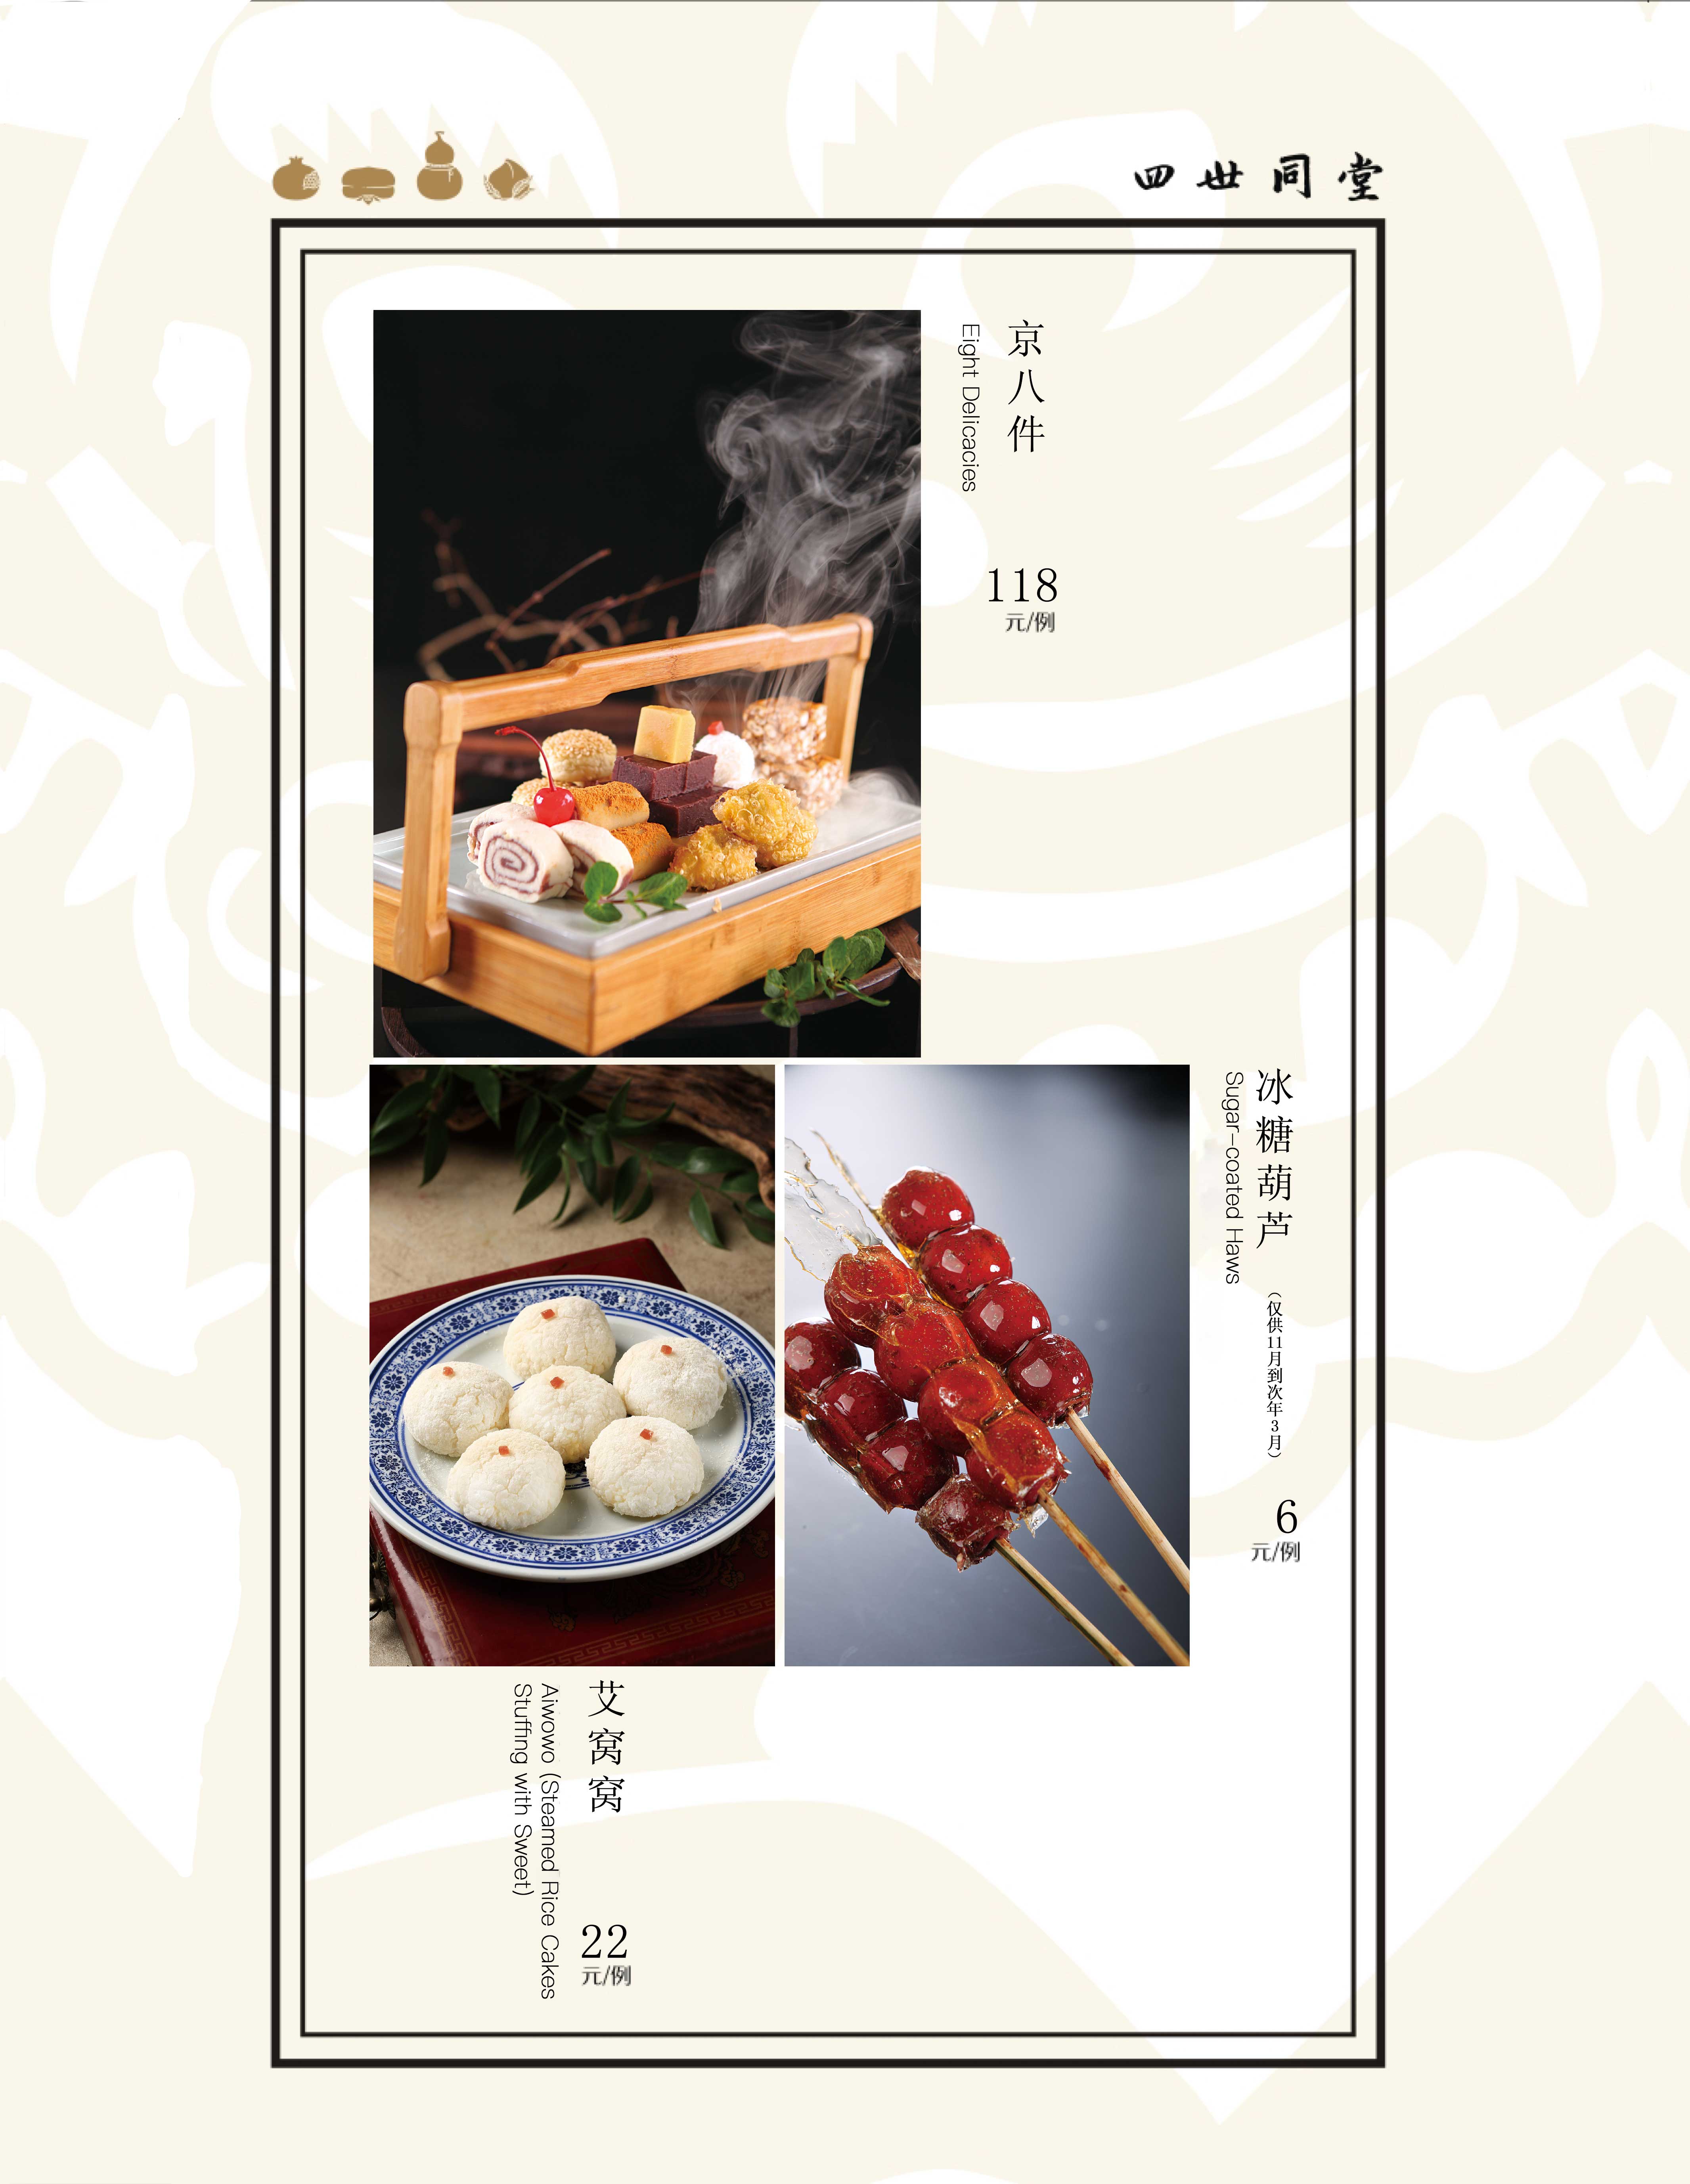 四世同堂
京八件
Eight Delicacies
118
元/例
冰糖葫芦
Sugar-coated Haws
（仅供11月到次年3月）
6
元/例
艾窝窝
Aiwowo (Steamed Rice Cakes
Stuffing with Sweet)
22
元/例